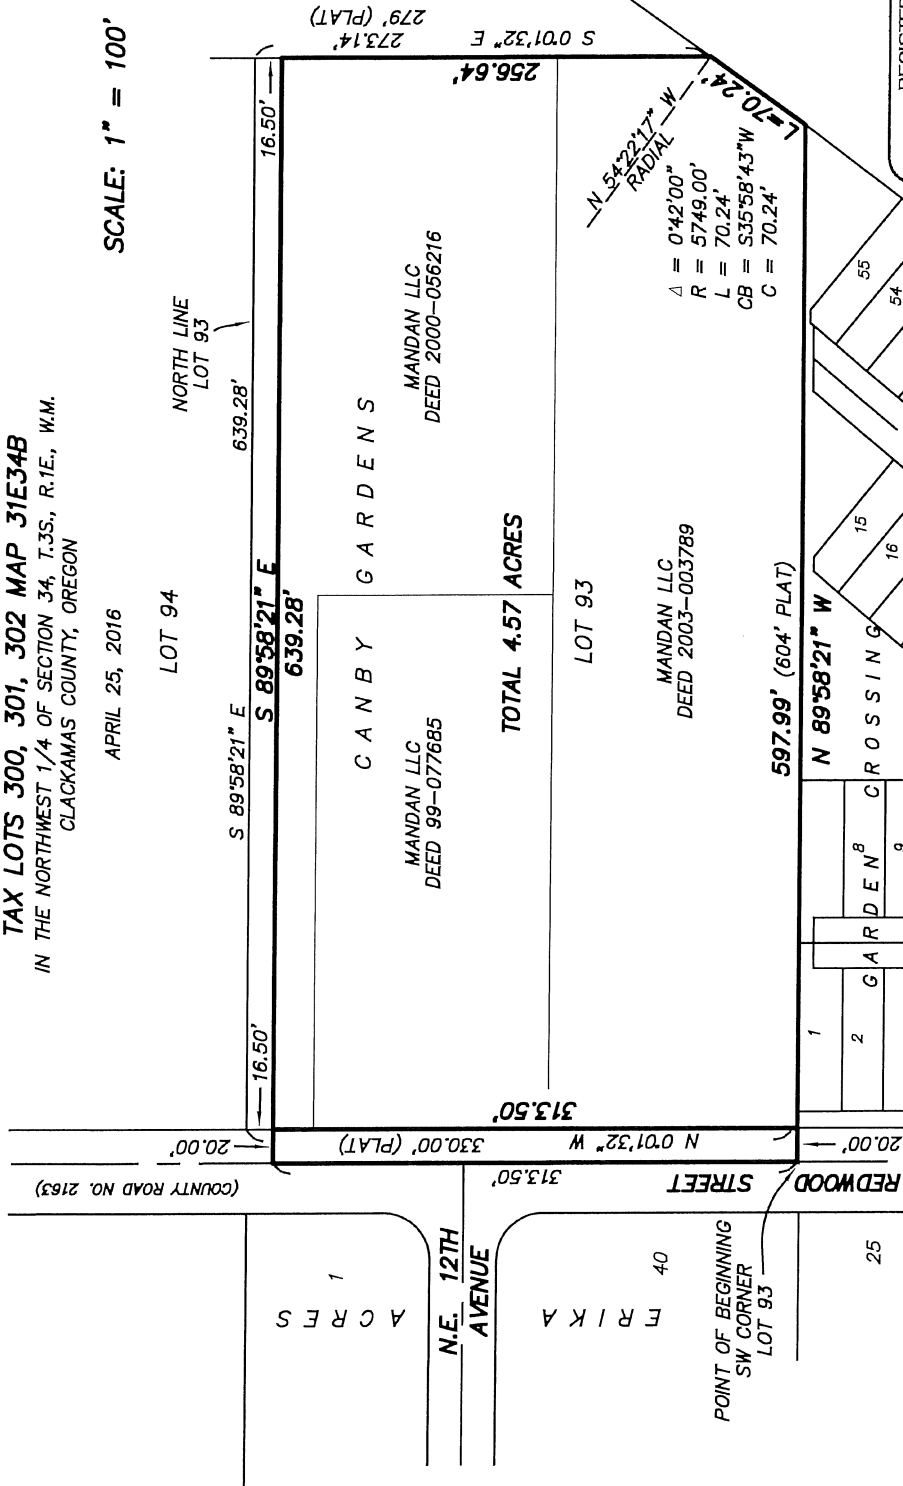 TAX LOTS 300, 301, 302 MAP 31E34B
IN THE NORTHWEST 1/4 OF SECTION 34, T.3S., R.1E., W.M.
CLACKAMAS COUNTY, OREGON
APRIL 25, 2016
SCALE: 1" = 100'
LOT 94
NORTH LINE
LOT 93
S 89°58'21" E
639.28'
16.50'
16.50'
S 89°58'21" E
639.28'
20.00'
(COUNTY ROAD NO. 2163)
330.00' (PLAT)
N 0°01'32" W
313.50'
313.50'
REDWOOD STREET
20.00'
CANBY GARDENS
MANDAN LLC
DEED 99-077685
MANDAN LLC
DEED 2000-056216
TOTAL 4.57 ACRES
LOT 93
MANDAN LLC
DEED 2003-003789
279' (PLAT)
273.14'
S 0°01'32" E
256.64'
N 54°22'17" W
RADIAL
L=70.24'
Δ = 0°42'00"
R = 5749.00'
L = 70.24'
CB = S35°58'43"W
C = 70.24'
597.99' (604' PLAT)
N 89°58'21" W
ERIKA ACRES
1
40
N.E. 12TH
AVENUE
POINT OF BEGINNING
SW CORNER
LOT 93
25
GARDEN CROSSING
1
2
8
9
15
16
55
54